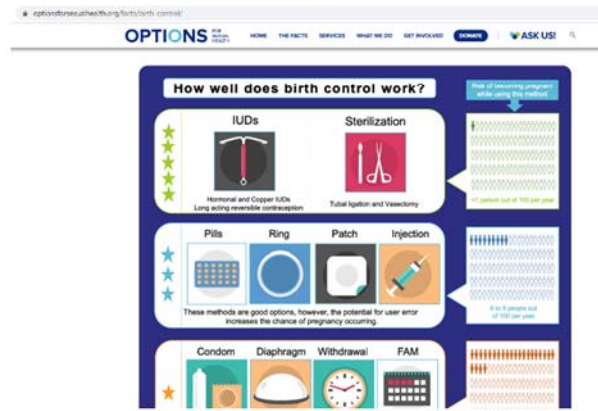 optionsforsexualhealth.org/facts/birth-control/
OPTIONS FOR SEXUAL HEALTH
HOME THE FACTS SERVICES WHAT WE DO GET INVOLVED DONATE ASK US!
How well does birth control work?
Risk of becoming pregnant
while using this method
IUDs Sterilization
Hormonal and Copper IUDs
Long acting reversible contraception
Tubal ligation and Vasectomy
<1 person out of 100 per year
Pills Ring Patch Injection
These methods are good options, however, the potential for user error
increases the chance of pregnancy occurring.
6 to 9 people out
of 100 per year
Condom Diaphragm Withdrawal FAM